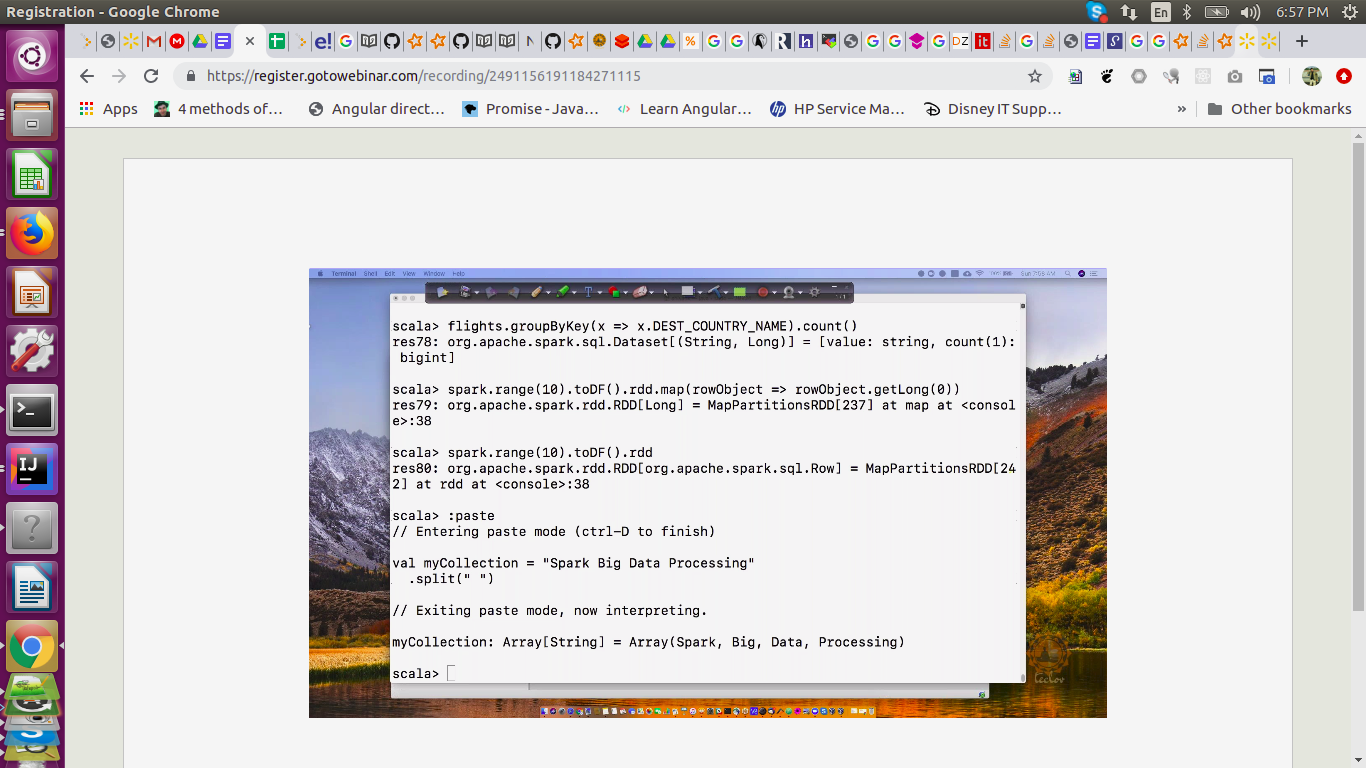 Registration - Google Chrome
En
6:57 PM
https://register.gotowebinar.com/recording/2491156191184271115
Apps
4 methods of…
Angular direct…
Promise - Java…
Learn Angular…
HP Service Ma…
Disney IT Supp…
»
Other bookmarks
Terminal Shell Edit View Window Help
scala> flights.groupByKey(x => x.DEST_COUNTRY_NAME).count()
res78: org.apache.spark.sql.Dataset[(String, Long)] = [value: string, count(1):
bigint]
scala> spark.range(10).toDF().rdd.map(rowObject => rowObject.getLong(0))
res79: org.apache.spark.rdd.RDD[Long] = MapPartitionsRDD[237] at map at <consol
e>:38
scala> spark.range(10).toDF().rdd
res80: org.apache.spark.rdd.RDD[org.apache.spark.sql.Row] = MapPartitionsRDD[24
2] at rdd at <console>:38
scala> :paste
// Entering paste mode (ctrl-D to finish)
val myCollection = "Spark Big Data Processing"
.split(" ")
// Exiting paste mode, now interpreting.
myCollection: Array[String] = Array(Spark, Big, Data, Processing)
scala>